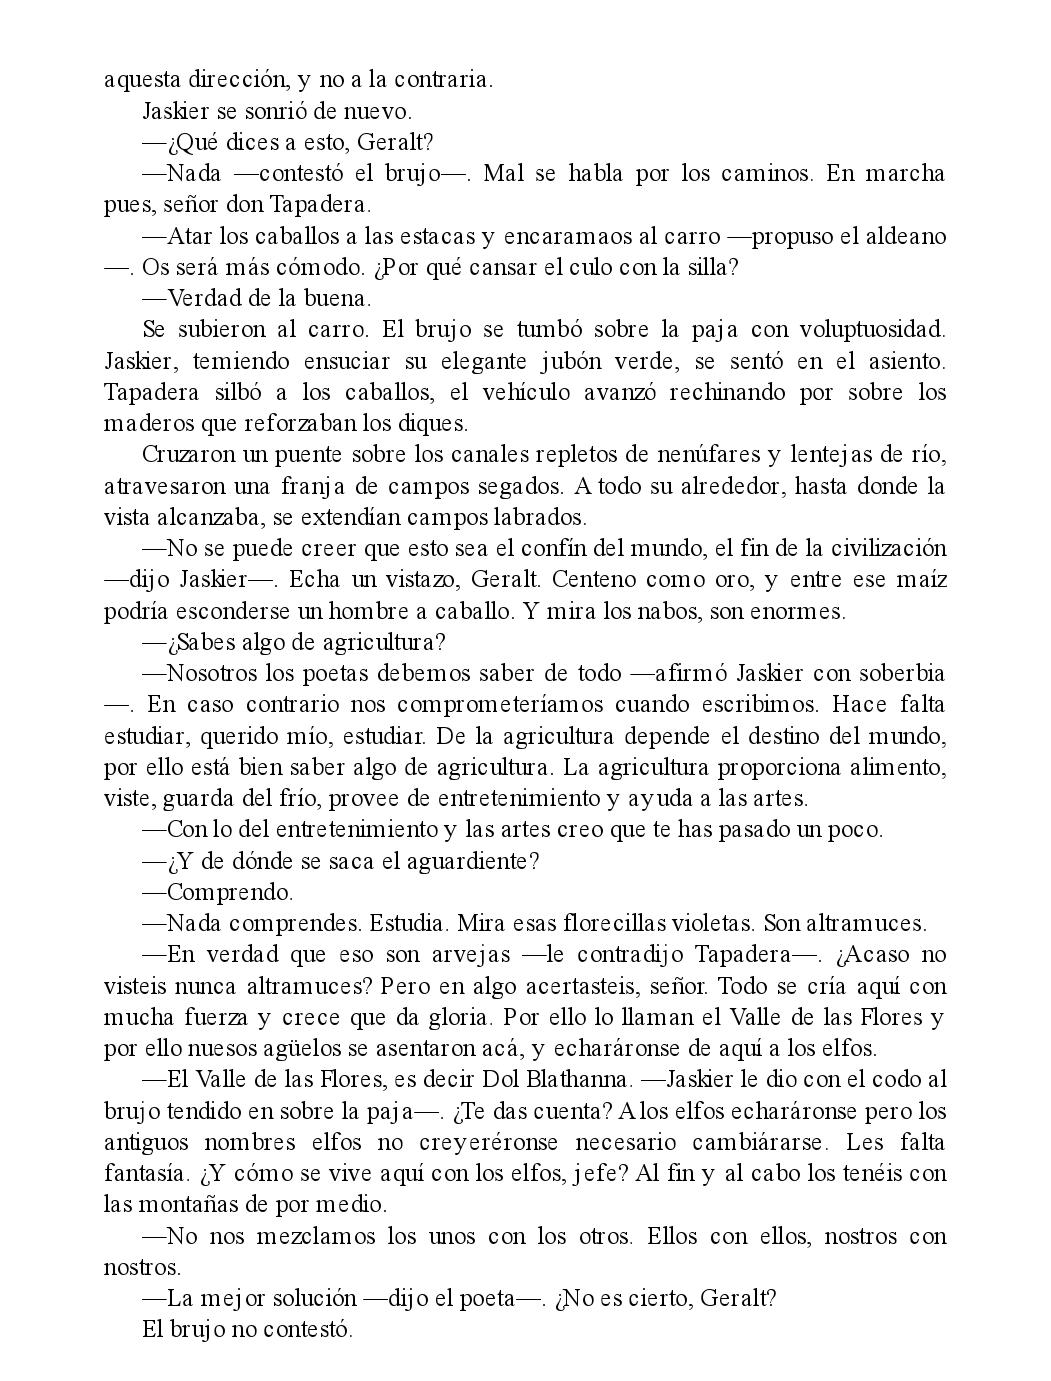 aquesta dirección, y no a la contraria.
Jaskier se sonrió de nuevo.
—¿Qué dices a esto, Geralt?
—Nada —contestó el brujo—. Mal se habla por los caminos. En marcha
pues, señor don Tapadera.
—Atar los caballos a las estacas y encaramaos al carro —propuso el aldeano
—. Os será más cómodo. ¿Por qué cansar el culo con la silla?
—Verdad de la buena.
Se subieron al carro. El brujo se tumbó sobre la paja con voluptuosidad.
Jaskier, temiendo ensuciar su elegante jubón verde, se sentó en el asiento.
Tapadera silbó a los caballos, el vehículo avanzó rechinando por sobre los
maderos que reforzaban los diques.
Cruzaron un puente sobre los canales repletos de nenúfares y lentejas de río,
atravesaron una franja de campos segados. A todo su alrededor, hasta donde la
vista alcanzaba, se extendían campos labrados.
—No se puede creer que esto sea el confín del mundo, el fin de la civilización
—dijo Jaskier—. Echa un vistazo, Geralt. Centeno como oro, y entre ese maíz
podría esconderse un hombre a caballo. Y mira los nabos, son enormes.
—¿Sabes algo de agricultura?
—Nosotros los poetas debemos saber de todo —afirmó Jaskier con soberbia
—. En caso contrario nos comprometeríamos cuando escribimos. Hace falta
estudiar, querido mío, estudiar. De la agricultura depende el destino del mundo,
por ello está bien saber algo de agricultura. La agricultura proporciona alimento,
viste, guarda del frío, provee de entretenimiento y ayuda a las artes.
—Con lo del entretenimiento y las artes creo que te has pasado un poco.
—¿Y de dónde se saca el aguardiente?
—Comprendo.
—Nada comprendes. Estudia. Mira esas florecillas violetas. Son altramuces.
—En verdad que eso son arvejas —le contradijo Tapadera—. ¿Acaso no
visteis nunca altramuces? Pero en algo acertasteis, señor. Todo se cría aquí con
mucha fuerza y crece que da gloria. Por ello lo llaman el Valle de las Flores y
por ello nuesos agüelos se asentaron acá, y echaráronse de aquí a los elfos.
—El Valle de las Flores, es decir Dol Blathanna. —Jaskier le dio con el codo al
brujo tendido en sobre la paja—. ¿Te das cuenta? A los elfos echaráronse pero los
antiguos nombres elfos no creyeréronse necesario cambiárarse. Les falta
fantasía. ¿Y cómo se vive aquí con los elfos, jefe? Al fin y al cabo los tenéis con
las montañas de por medio.
—No nos mezclamos los unos con los otros. Ellos con ellos, nostros con
nostros.
—La mejor solución —dijo el poeta—. ¿No es cierto, Geralt?
El brujo no contestó.